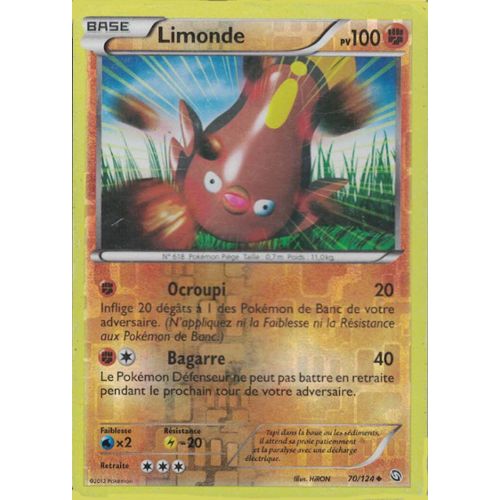 BASE Limonde PV100
N° 618 Pokémon Piège Taille : 0,7 m Poids : 11,0 kg
Ocroupi 20
Inflige 20 dégâts à 1 des Pokémon de Banc de votre
adversaire. (N'appliquez ni la Faiblesse ni la Résistance
aux Pokémon de Banc.)
Bagarre 40
Le Pokémon Défenseur ne peut pas battre en retraite
pendant le prochain tour de votre adversaire.
Faiblesse Résistance
×2 -20
Retraite
Tapi dans la boue ou les sédiments,
il attend sa proie patiemment
et la paralyse avec une décharge
électrique.
©2012 Pokémon Illus. HiRON 70/124